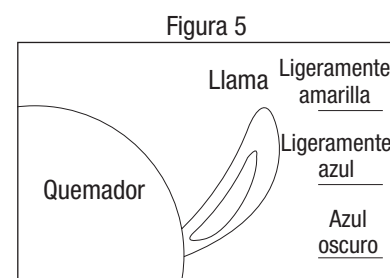 Figura 5
Llama
Ligeramente
amarilla
Ligeramente
azul
Quemador
Azul
oscuro